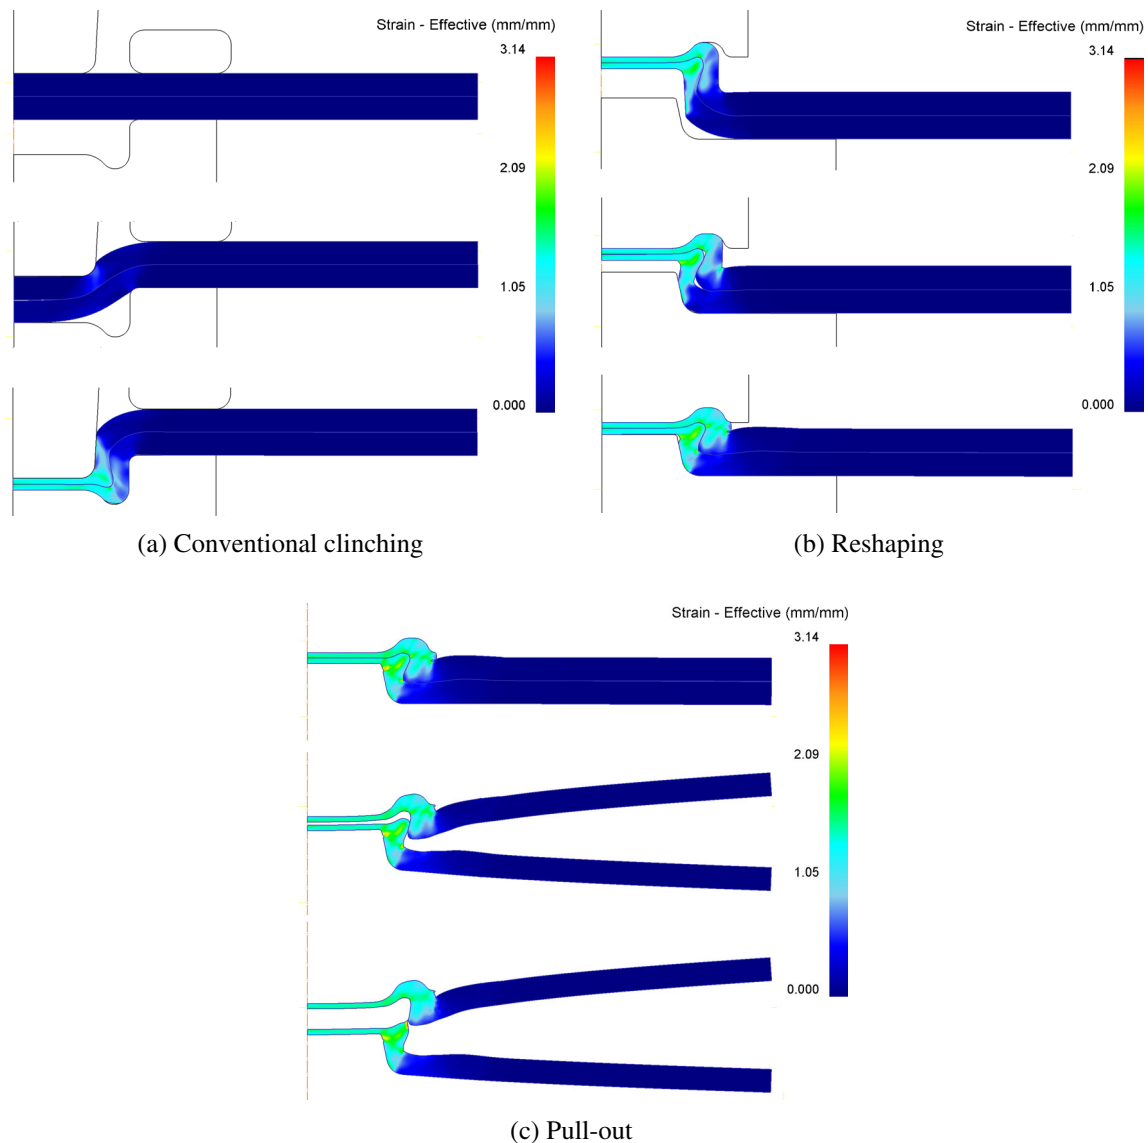 Strain - Effective (mm/mm)
3.14
2.09
1.05
0.000
(a) Conventional clinching
Strain - Effective (mm/mm)
3.14
2.09
1.05
0.000
(b) Reshaping
Strain - Effective (mm/mm)
3.14
2.09
1.05
0.000
(c) Pull-out